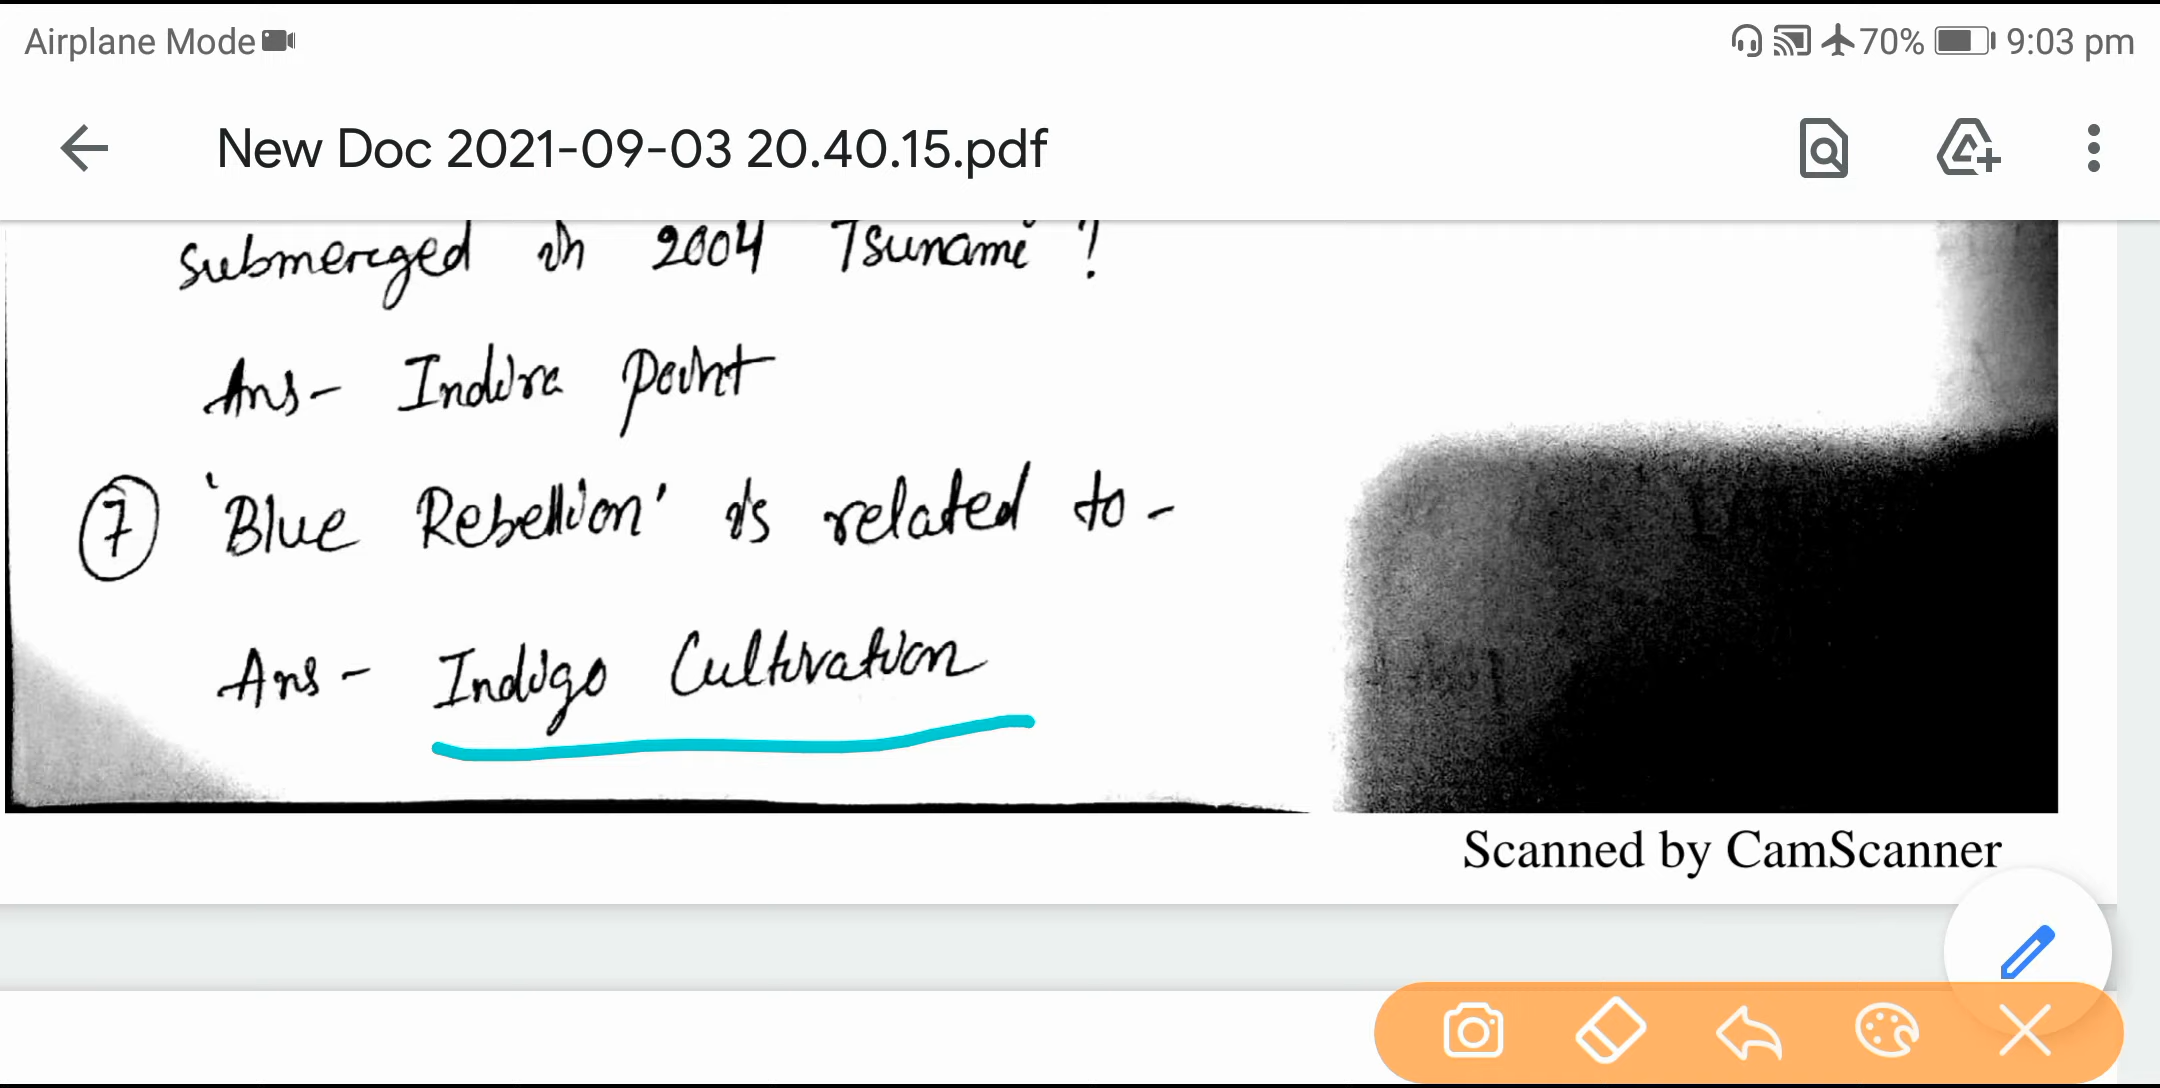 Airplane Mode
70% 9:03 pm
New Doc 2021-09-03 20.40.15.pdf
submerged in 2004 Tsunami ?
Ans- Indira point
7 'Blue Rebellion' is related to-
Ans- Indigo Cultivation
Scanned by CamScanner